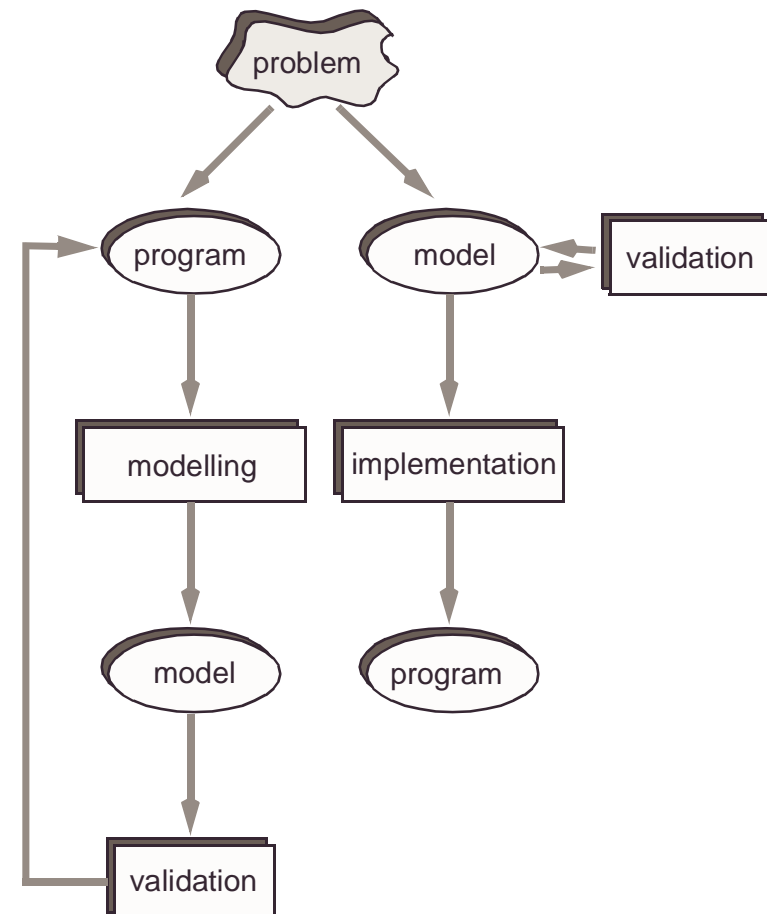 problem
program
model
validation
modelling
implementation
model
program
validation